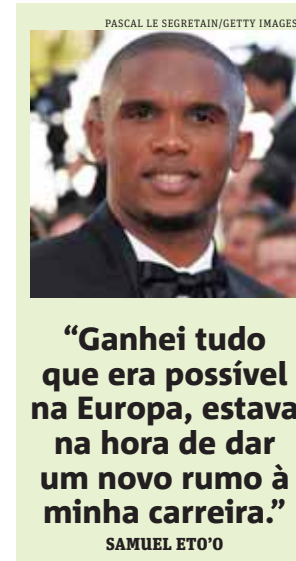 PASCAL LE SEGRETAIN/GETTY IMAGES
“Ganhei tudo
que era possível
na Europa, estava
na hora de dar
um novo rumo à
minha carreira.”
SAMUEL ETO’O